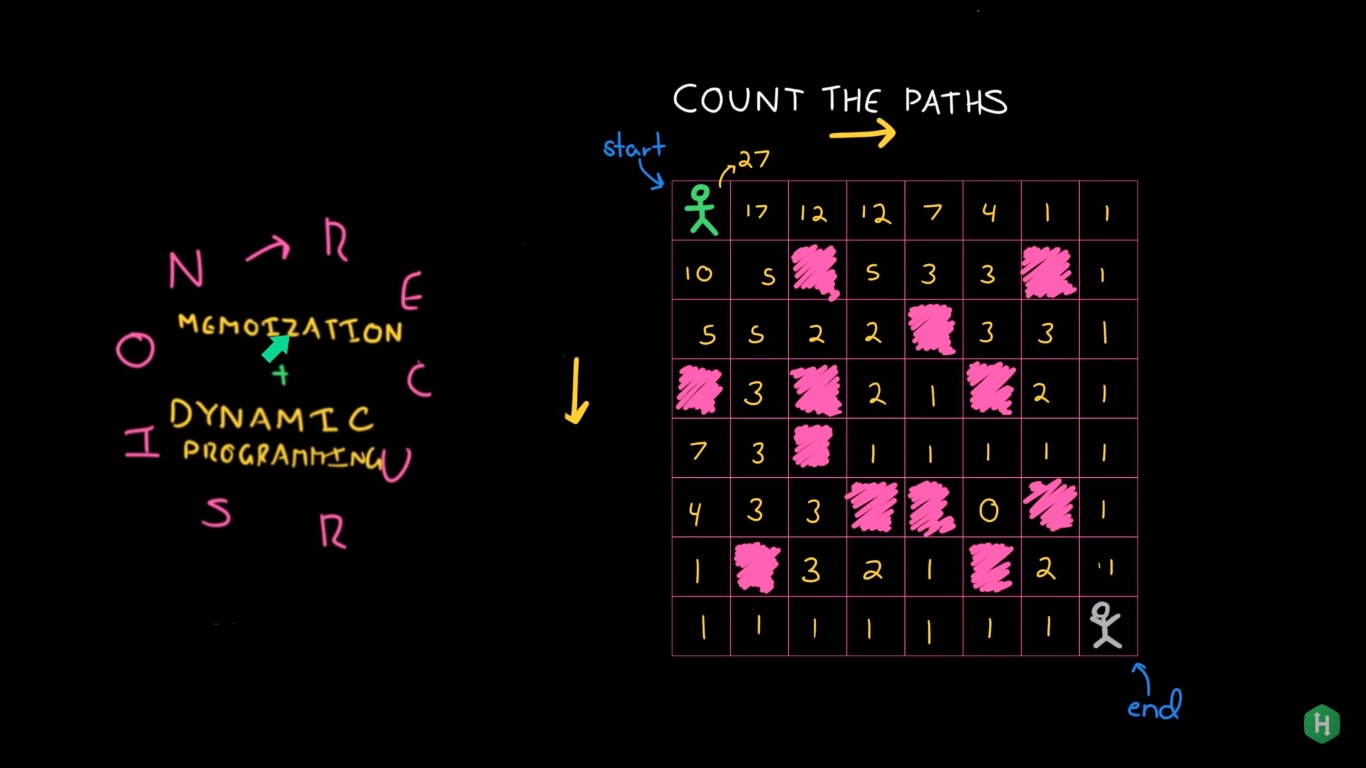 COUNT THE PATHS
start
27
17 12 12 7 4 1 1
10 5 5 3 3 1
5 5 2 2 3 3 1
3 2 1 2 1
7 3 1 1 1 1 1
4 3 3 0 1
1 3 2 1 2 1
1 1 1 1 1 1 1
end
N → R E C U R S I O N
MEMOIZATION
+
DYNAMIC
PROGRAMMING
H